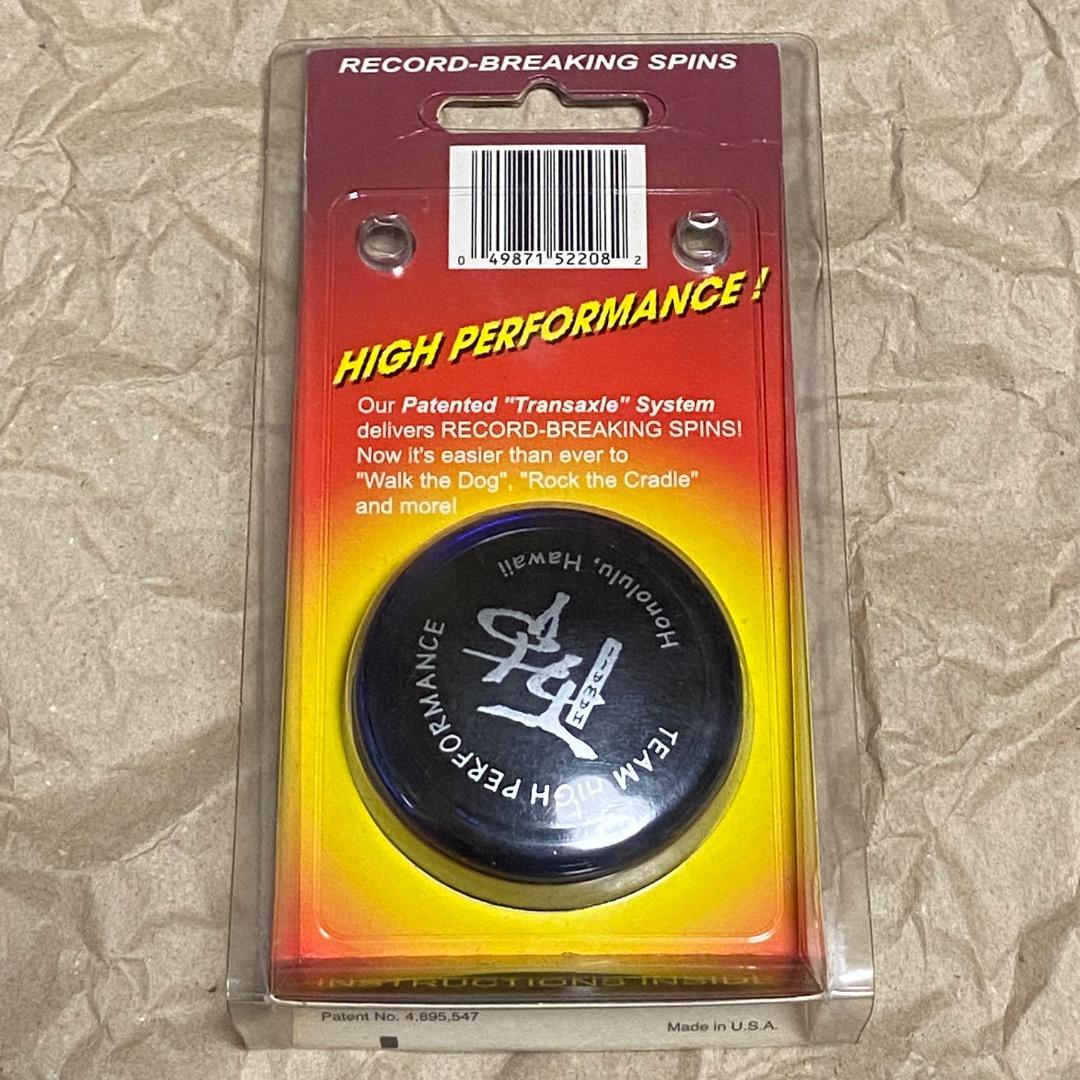 RECORD-BREAKING SPINS
0 49871 52208 2
HIGH PERFORMANCE!
Our Patented "Transaxle" System
delivers RECORD-BREAKING SPINS!
Now it's easier than ever to
"Walk the Dog", "Rock the Cradle"
and more!
Honolulu, Hawaii
TEAM HIGH PERFORMANCE
INSTRUCTIONS INSIDE
Patent No. 4,895,547
Made in U.S.A.